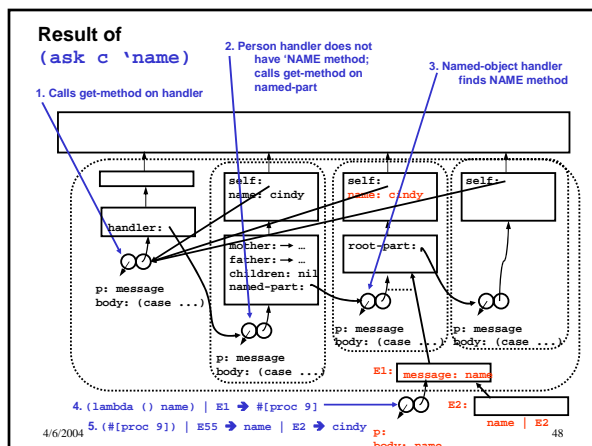 Result of
(ask c ‘name)
2. Person handler does not
have ‘NAME method;
calls get-method on
named-part
3. Named-object handler
finds NAME method
1. Calls get-method on handler
self:
name: cindy
self:
name: cindy
self:
handler:
mother: → …
father: → …
children: nil
named-part:
root-part:
p: message
body: (case ...)
p: message
body: (case ...)
p: message
body: (case ...)
p: message
body: (case ...)
E1: message: name
E2:
name | E2
4. (lambda () name) | E1 ➔ #[proc 9]
5. (#[proc 9]) | E55 ➔ name | E2 ➔ cindy
p:
body: name
4/6/2004
48